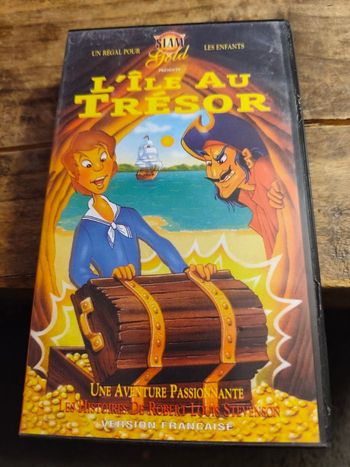 SLAM
Gold
UN RÉGAL POUR LES ENFANTS
PRÉSENTE
L'ÎLE AU
TRÉSOR
UNE AVENTURE PASSIONNANTE
LES HISTOIRES DE ROBERT LOUIS STEVENSON
VERSION FRANÇAISE